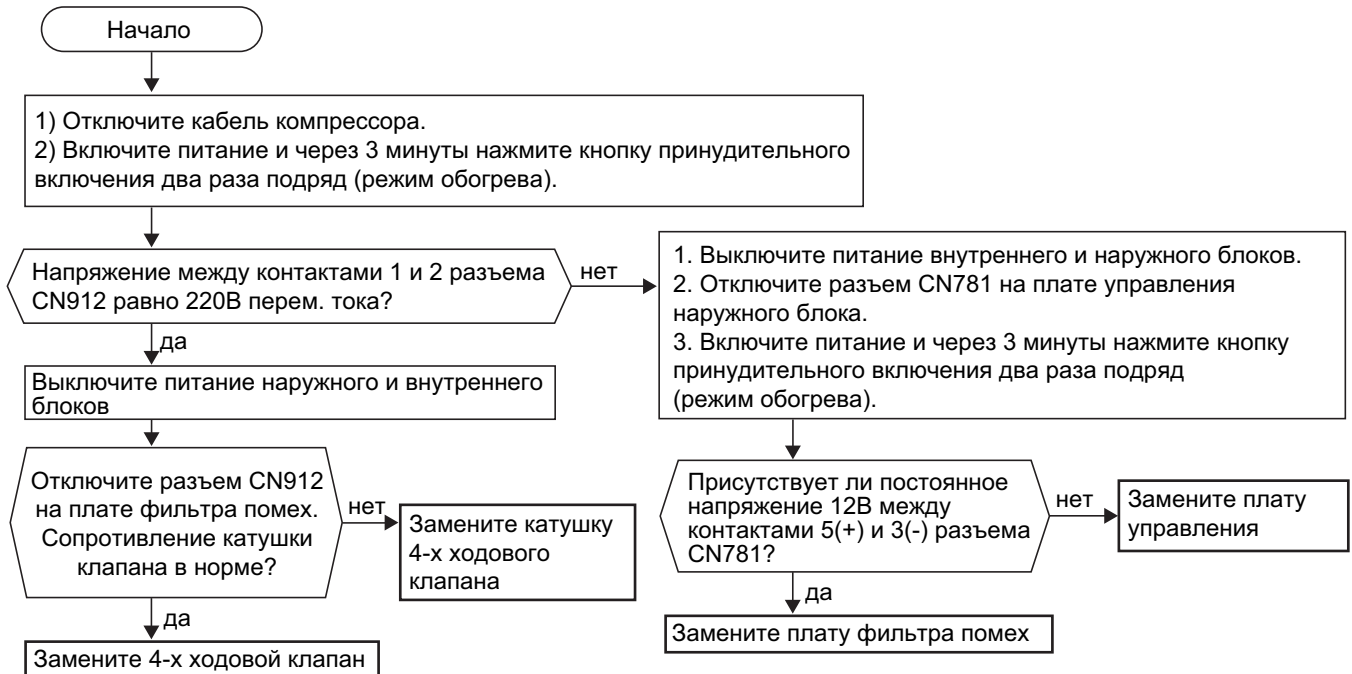 Начало
1) Отключите кабель компрессора.
2) Включите питание и через 3 минуты нажмите кнопку принудительного
включения два раза подряд (режим обогрева).
Напряжение между контактами 1 и 2 разъема
CN912 равно 220В перем. тока?
нет
да
1. Выключите питание внутреннего и наружного блоков.
2. Отключите разъем CN781 на плате управления
наружного блока.
3. Включите питание и через 3 минуты нажмите кнопку
принудительного включения два раза подряд
(режим обогрева).
Выключите питание наружного и внутреннего
блоков
Отключите разъем CN912
на плате фильтра помех.
Сопротивление катушки
клапана в норме?
нет
Замените катушку
4-х ходового
клапана
да
Замените 4-х ходовой клапан
Присутствует ли постоянное
напряжение 12В между
контактами 5(+) и 3(-) разъема
CN781?
нет
Замените плату
управления
да
Замените плату фильтра помех